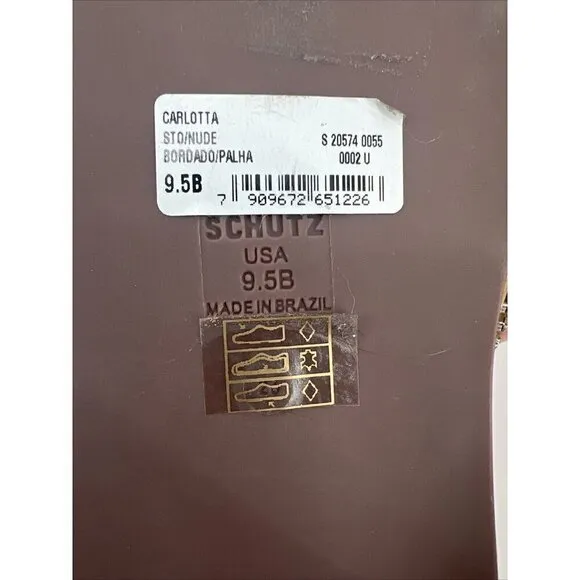 CARLOTTA
STO/NUDE S 20574 0055
BORDADO/PALHA 0002 U
9.5B
7 909672 651226
SCHUTZ
USA
9.5B
MADE IN BRAZIL